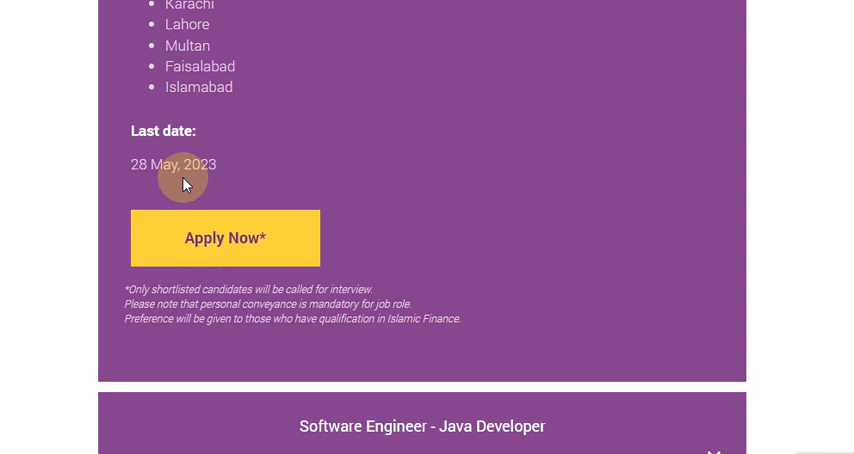 Karachi
Lahore
Multan
Faisalabad
Islamabad
Last date:
28 May, 2023
Apply Now*
*Only shortlisted candidates will be called for interview.
Please note that personal conveyance is mandatory for job role.
Preference will be given to those who have qualification in Islamic Finance.
Software Engineer - Java Developer